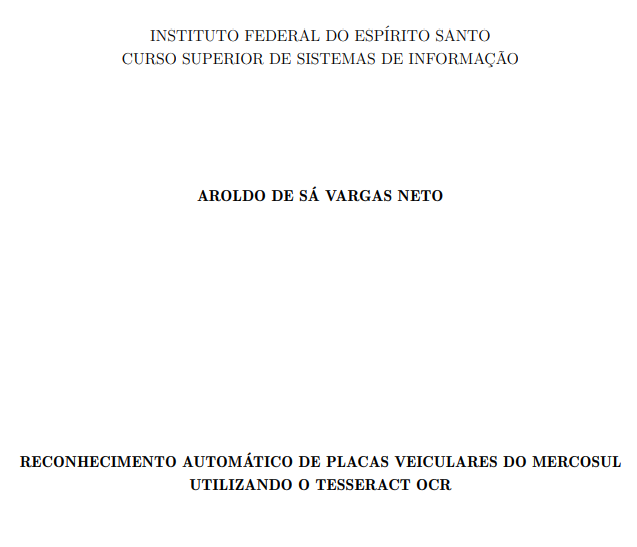 INSTITUTO FEDERAL DO ESPÍRITO SANTO
CURSO SUPERIOR DE SISTEMAS DE INFORMAÇÃO
AROLDO DE SÁ VARGAS NETO
RECONHECIMENTO AUTOMÁTICO DE PLACAS VEICULARES DO MERCOSUL
UTILIZANDO O TESSERACT OCR